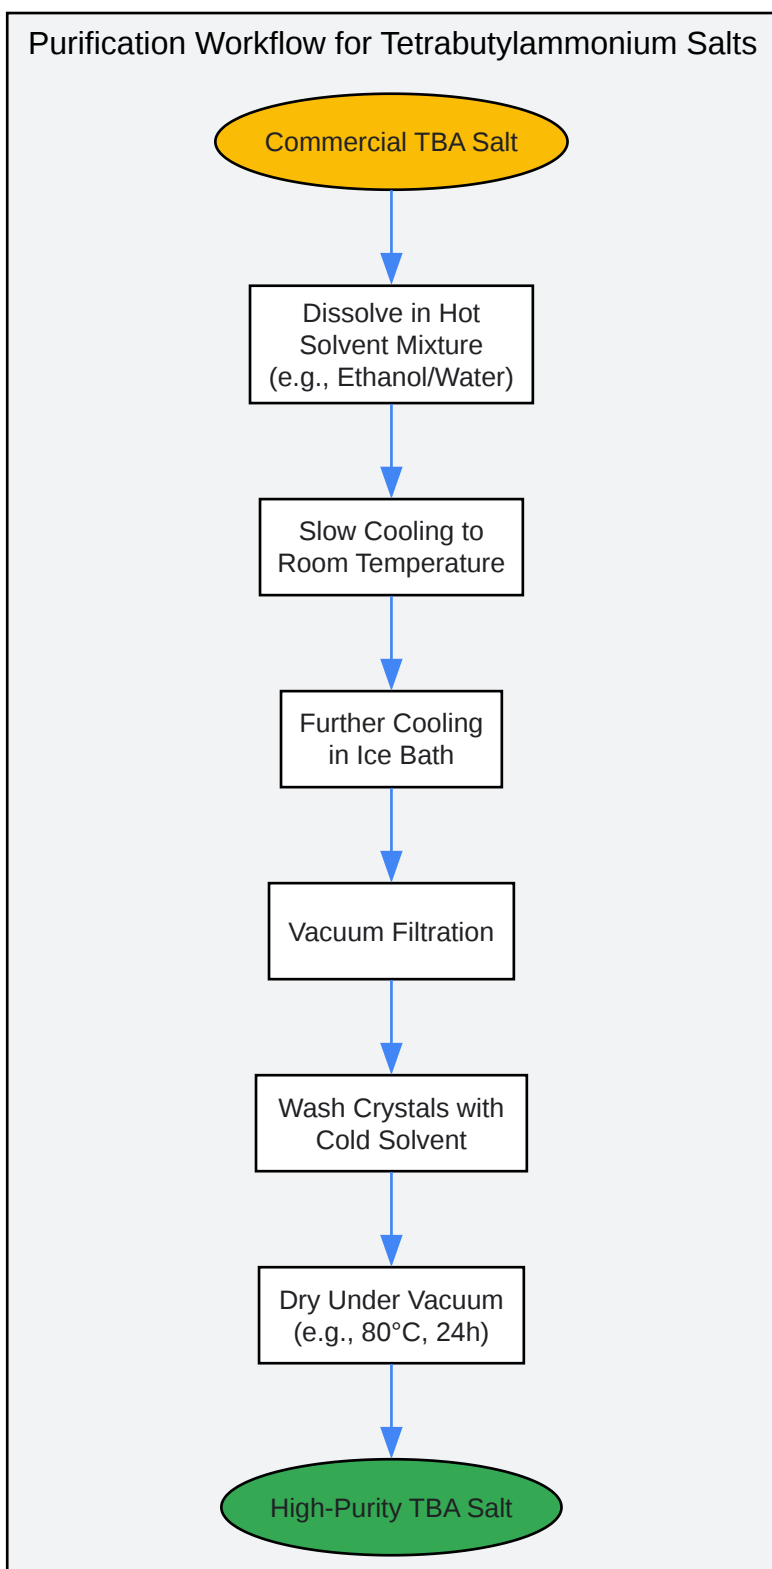 Purification Workflow for Tetrabutylammonium Salts
Commercial TBA Salt
Dissolve in Hot
Solvent Mixture
(e.g., Ethanol/Water)
Slow Cooling to
Room Temperature
Further Cooling
in Ice Bath
Vacuum Filtration
Wash Crystals with
Cold Solvent
Dry Under Vacuum
(e.g., 80°C, 24h)
High-Purity TBA Salt